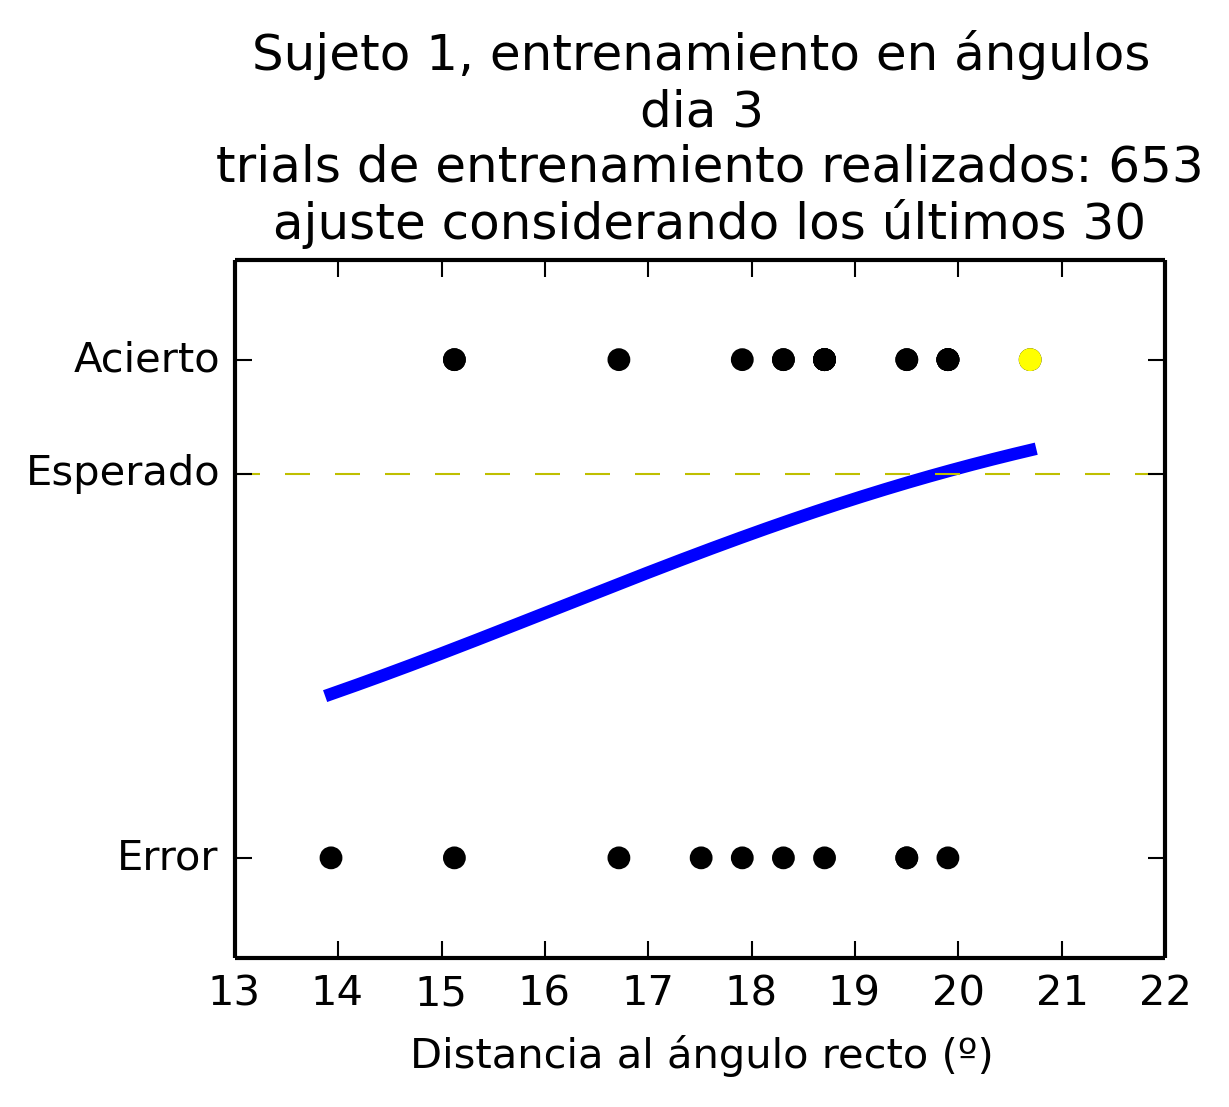 Sujeto 1, entrenamiento en ángulos
dia 3
trials de entrenamiento realizados: 653
ajuste considerando los últimos 30
Acierto
Esperado
Error
13 14 15 16 17 18 19 20 21 22
Distancia al ángulo recto (º)